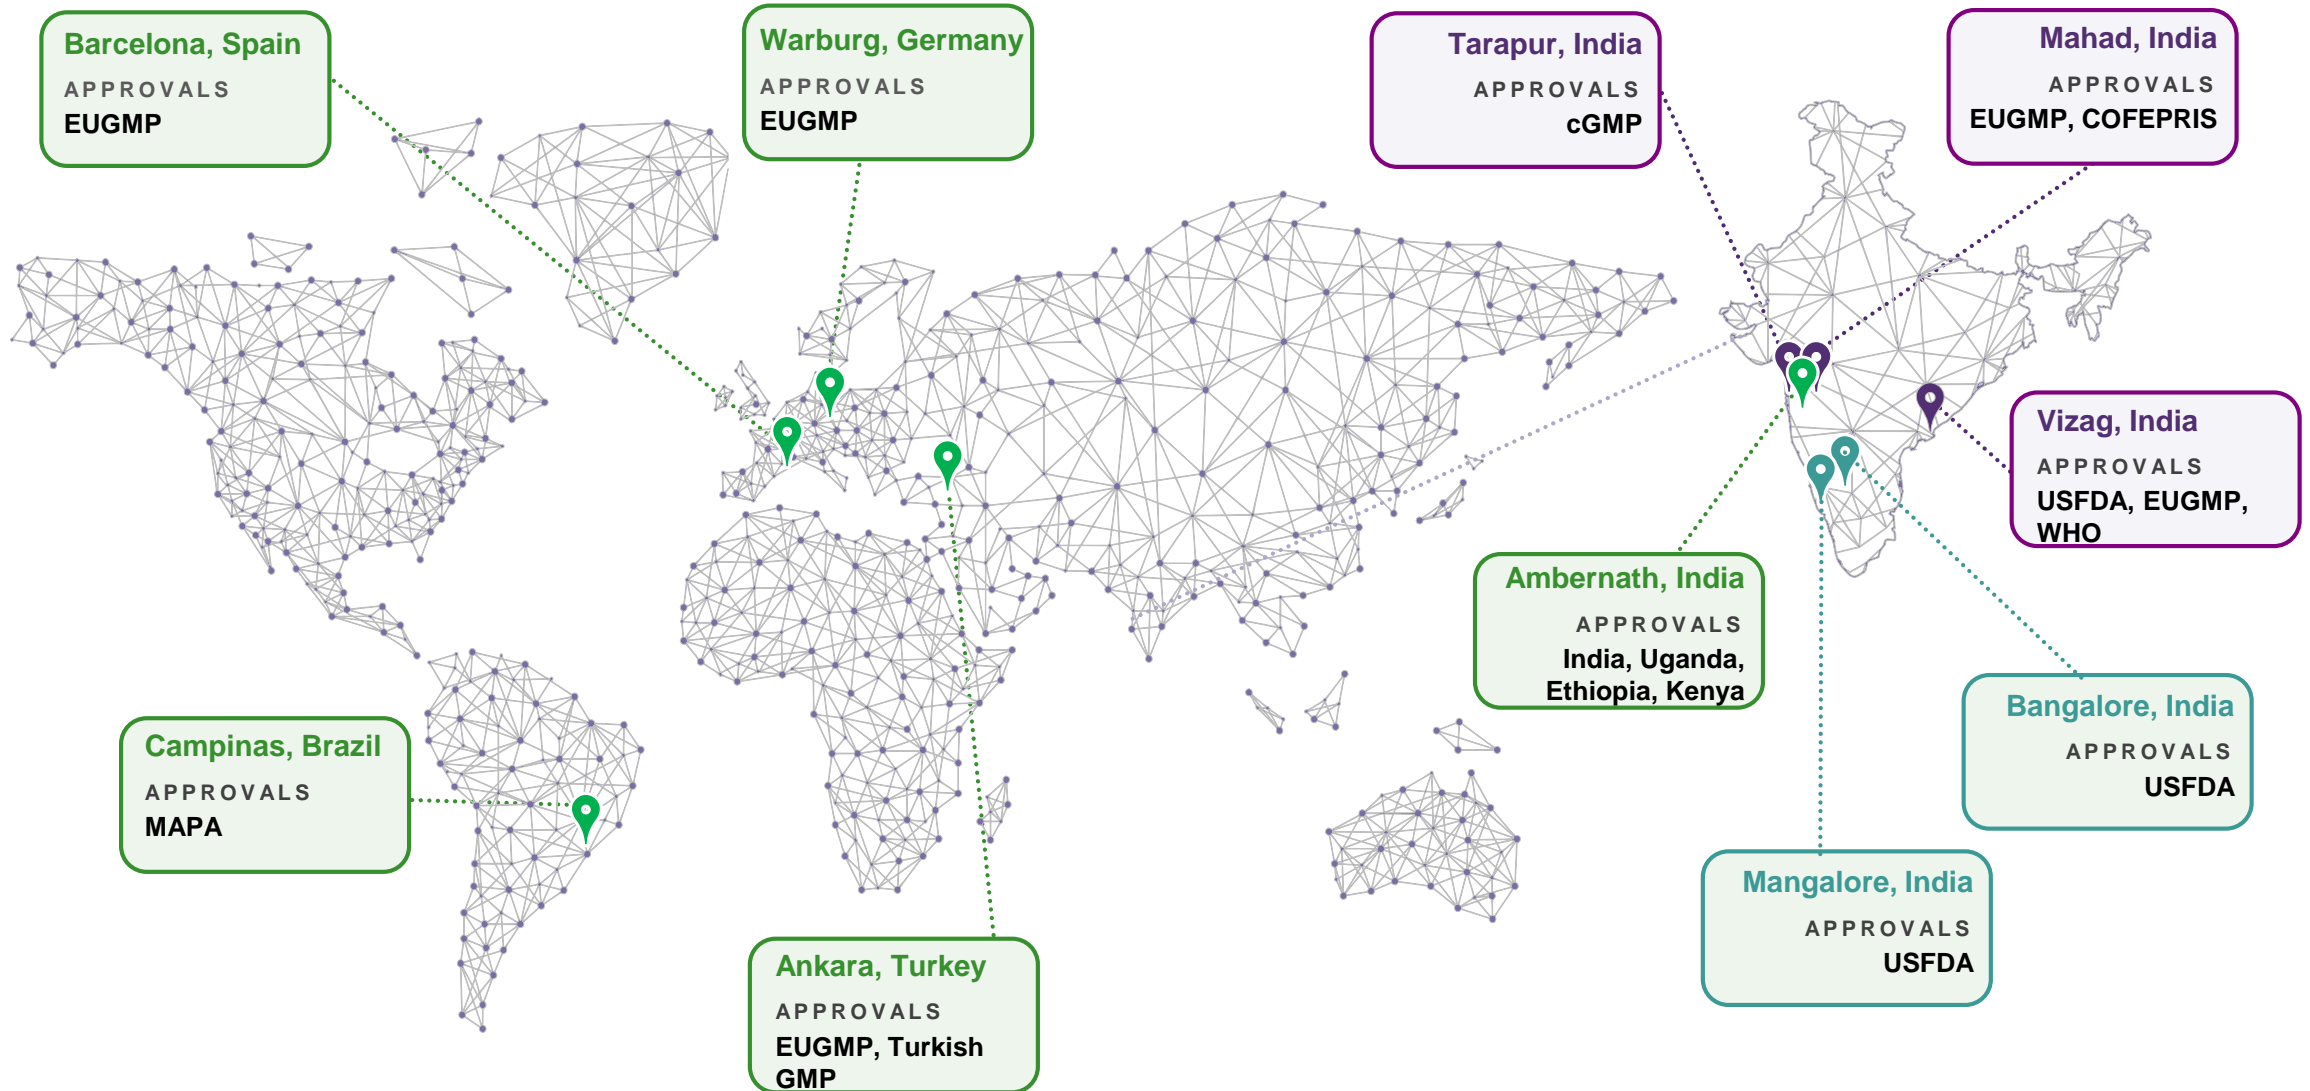 Barcelona, Spain
APPROVALS
EUGMP
Warburg, Germany
APPROVALS
EUGMP
Tarapur, India
APPROVALS
cGMP
Mahad, India
APPROVALS
EUGMP, COFEPRIS
Vizag, India
APPROVALS
USFDA, EUGMP,
WHO
Ambernath, India
APPROVALS
India, Uganda,
Ethiopia, Kenya
Bangalore, India
APPROVALS
USFDA
Campinas, Brazil
APPROVALS
MAPA
Mangalore, India
APPROVALS
USFDA
Ankara, Turkey
APPROVALS
EUGMP, Turkish
GMP